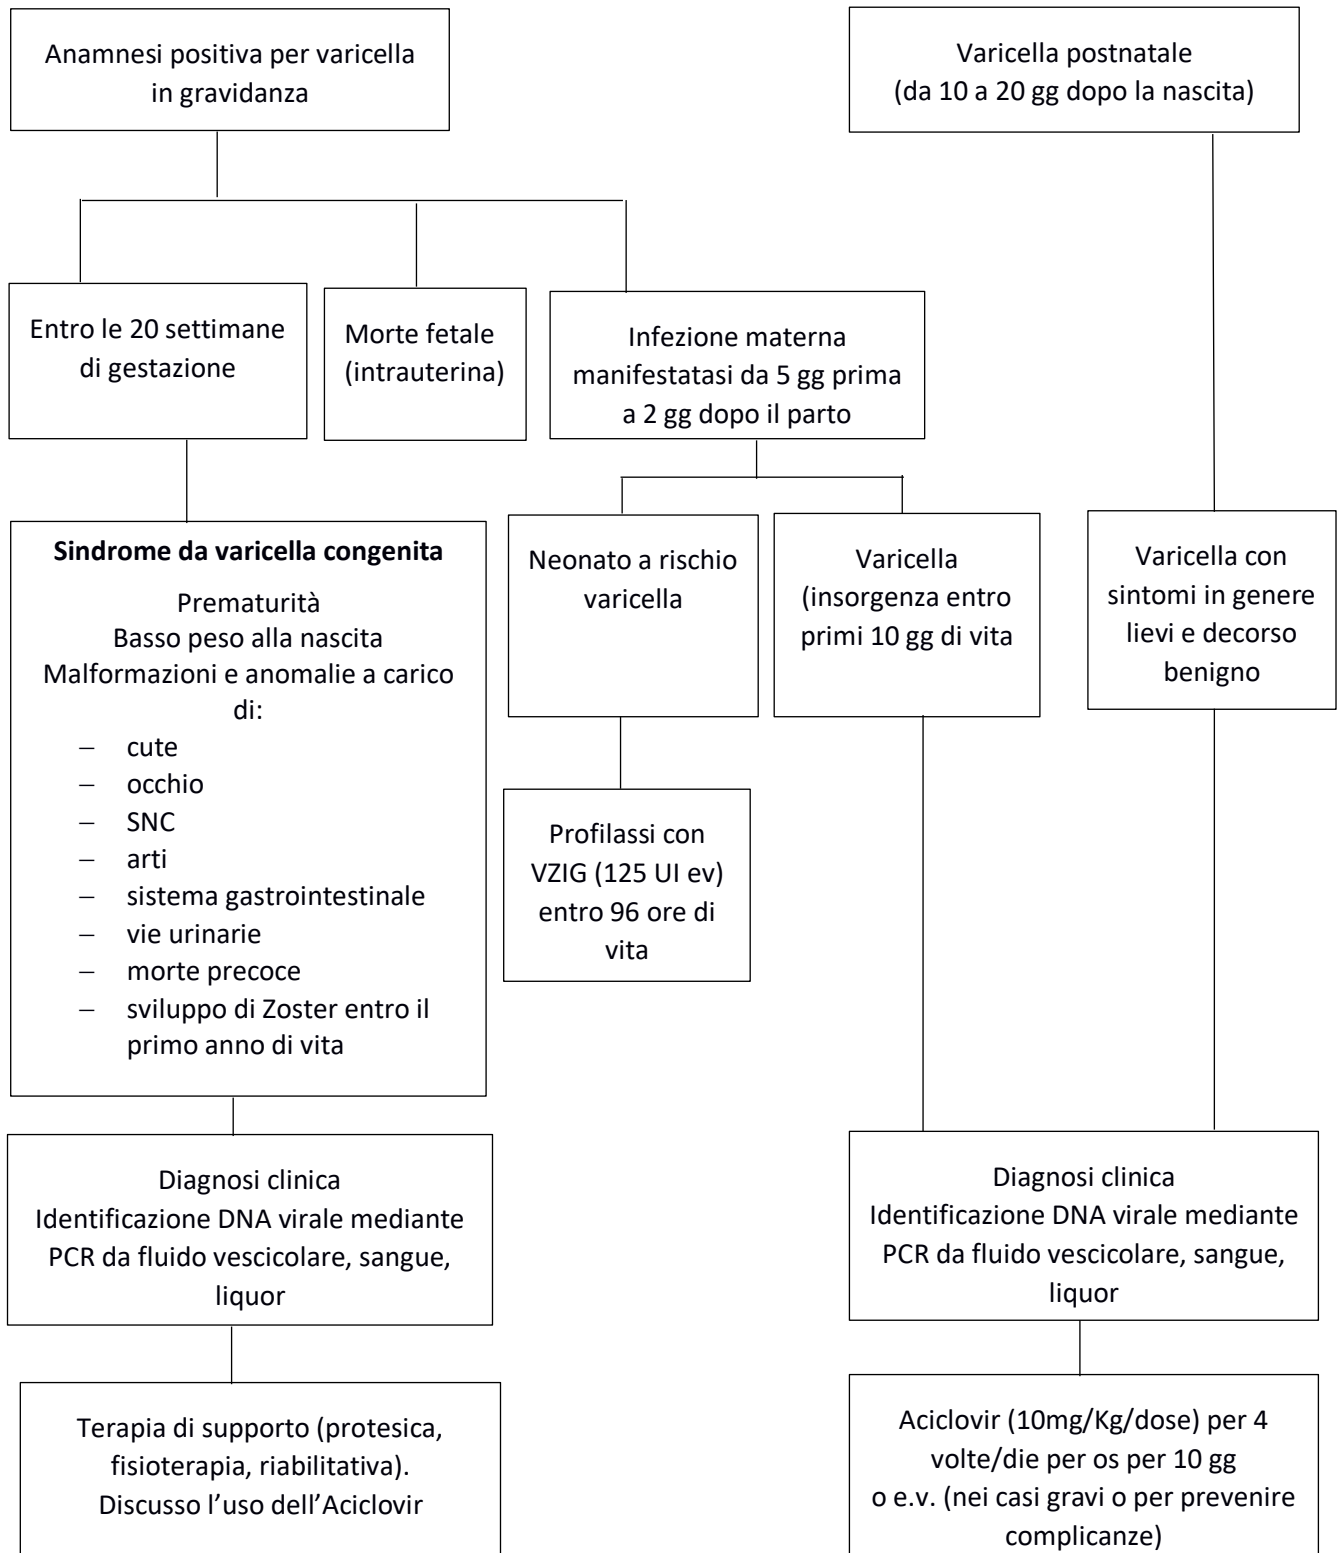 Anamnesi positiva per varicella
in gravidanza
Varicella postnatale
(da 10 a 20 gg dopo la nascita)
Entro le 20 settimane
di gestazione
Morte fetale
(intrauterina)
Infezione materna
manifestatasi da 5 gg prima
a 2 gg dopo il parto
Sindrome da varicella congenita
Prematurità
Basso peso alla nascita
Malformazioni e anomalie a carico
di:
– cute
– occhio
– SNC
– arti
– sistema gastrointestinale
– vie urinarie
– morte precoce
– sviluppo di Zoster entro il
primo anno di vita
Neonato a rischio
varicella
Varicella
(insorgenza entro
primi 10 gg di vita
Varicella con
sintomi in genere
lievi e decorso
benigno
Profilassi con
VZIG (125 UI ev)
entro 96 ore di
vita
Diagnosi clinica
Identificazione DNA virale mediante
PCR da fluido vescicolare, sangue,
liquor
Diagnosi clinica
Identificazione DNA virale mediante
PCR da fluido vescicolare, sangue,
liquor
Terapia di supporto (protesica,
fisioterapia, riabilitativa).
Discusso l’uso dell’Aciclovir
Aciclovir (10mg/Kg/dose) per 4
volte/die per os per 10 gg
o e.v. (nei casi gravi o per prevenire
complicanze)